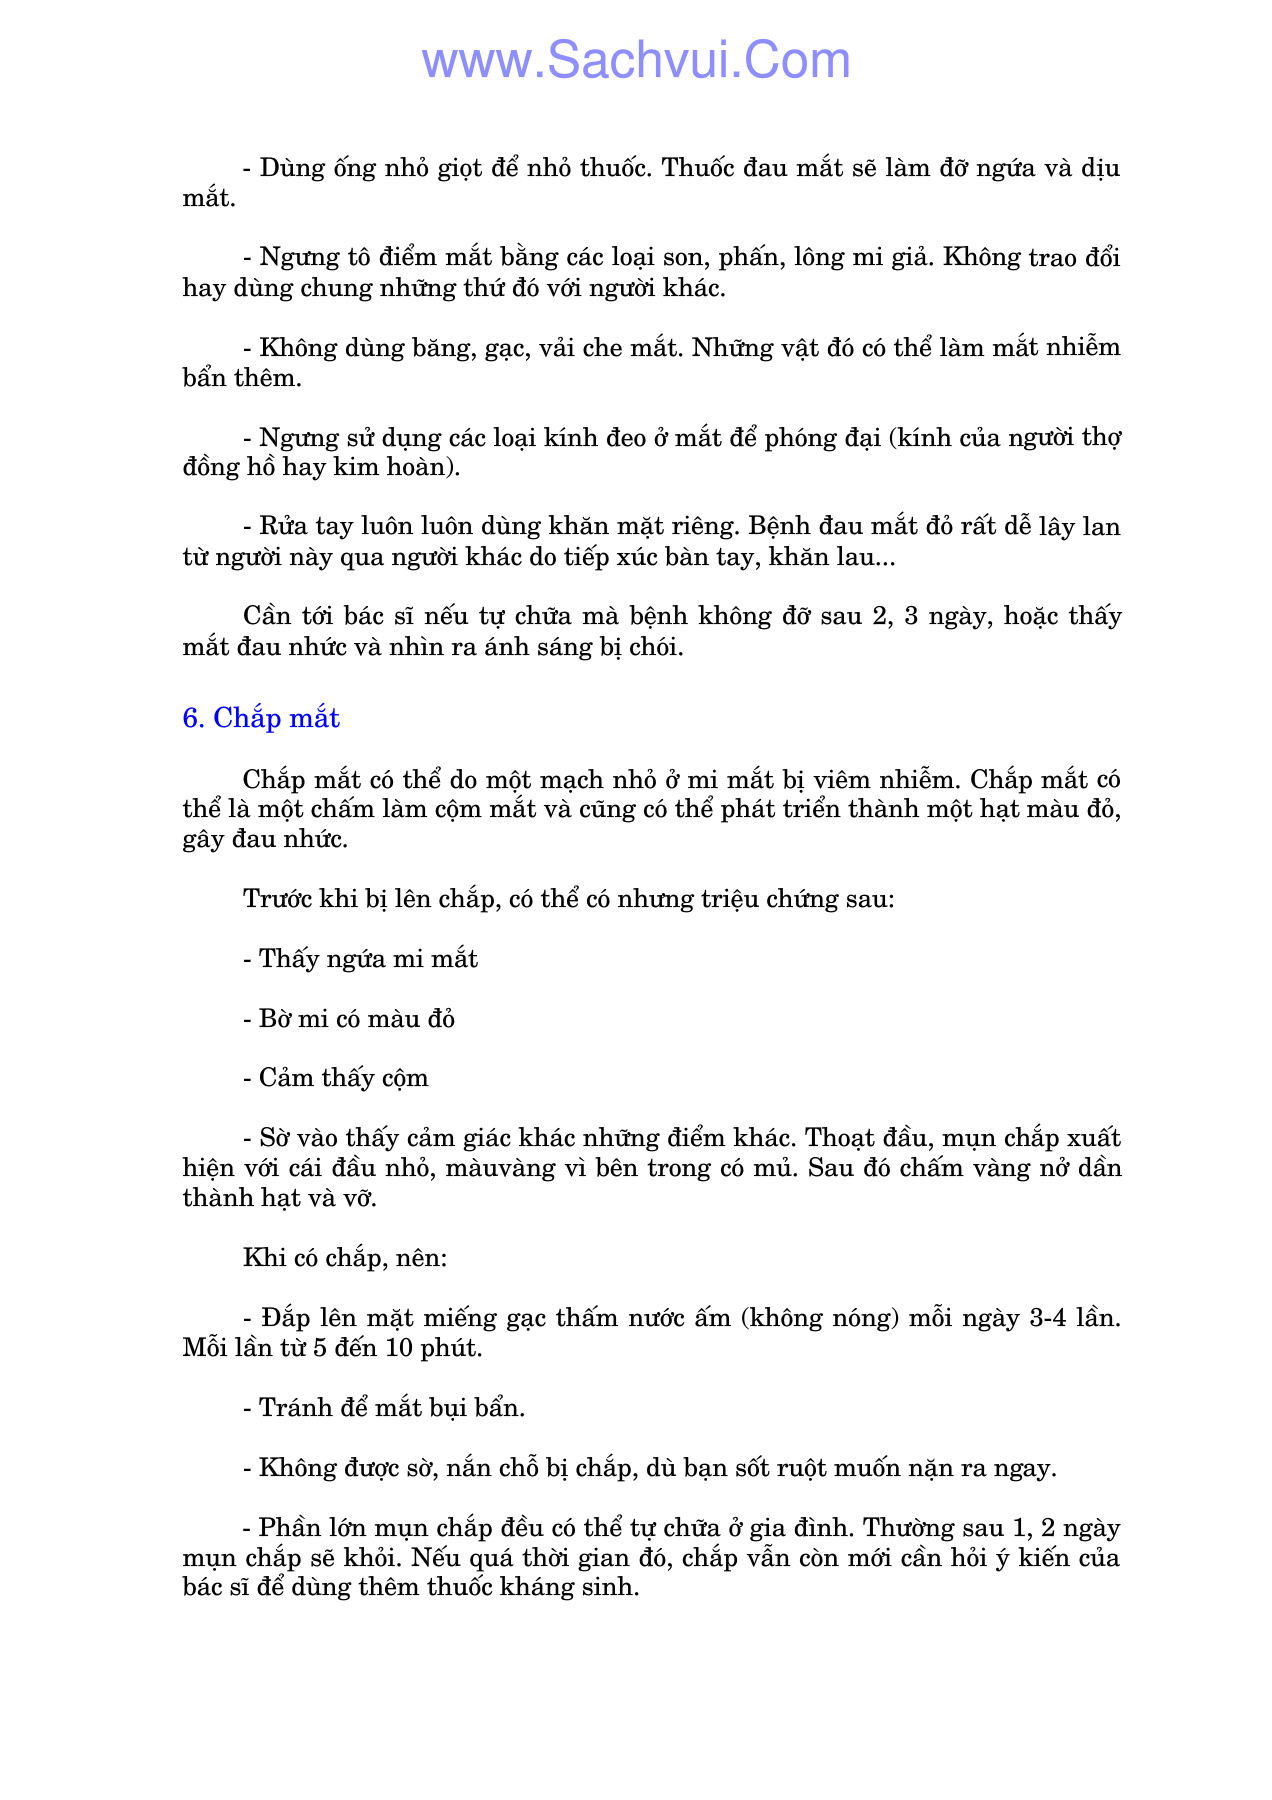 www.Sachvui.Com
- Dùng ống nhỏ giọt để nhỏ thuốc. Thuốc đau mắt sẽ làm đỡ ngứa và dịu
mắt.
- Ngưng tô điểm mắt bằng các loại son, phấn, lông mi giả. Không trao đổi
hay dùng chung những thứ đó với người khác.
- Không dùng băng, gạc, vải che mắt. Những vật đó có thể làm mắt nhiễm
bẩn thêm.
- Ngưng sử dụng các loại kính đeo ở mắt để phóng đại (kính của người thợ
đồng hồ hay kim hoàn).
- Rửa tay luôn luôn dùng khăn mặt riêng. Bệnh đau mắt đỏ rất dễ lây lan
từ người này qua người khác do tiếp xúc bàn tay, khăn lau...
Cần tới bác sĩ nếu tự chữa mà bệnh không đỡ sau 2, 3 ngày, hoặc thấy
mắt đau nhức và nhìn ra ánh sáng bị chói.
6. Chắp mắt
Chắp mắt có thể do một mạch nhỏ ở mi mắt bị viêm nhiễm. Chắp mắt có
thể là một chấm làm cộm mắt và cũng có thể phát triển thành một hạt màu đỏ,
gây đau nhức.
Trước khi bị lên chắp, có thể có nhưng triệu chứng sau:
- Thấy ngứa mi mắt
- Bờ mi có màu đỏ
- Cảm thấy cộm
- Sờ vào thấy cảm giác khác những điểm khác. Thoạt đầu, mụn chắp xuất
hiện với cái đầu nhỏ, màuvàng vì bên trong có mủ. Sau đó chấm vàng nở dần
thành hạt và vỡ.
Khi có chắp, nên:
- Đắp lên mặt miếng gạc thấm nước ấm (không nóng) mỗi ngày 3-4 lần.
Mỗi lần từ 5 đến 10 phút.
- Tránh để mắt bụi bẩn.
- Không được sờ, nắn chỗ bị chắp, dù bạn sốt ruột muốn nặn ra ngay.
- Phần lớn mụn chắp đều có thể tự chữa ở gia đình. Thường sau 1, 2 ngày
mụn chắp sẽ khỏi. Nếu quá thời gian đó, chắp vẫn còn mới cần hỏi ý kiến của
bác sĩ để dùng thêm thuốc kháng sinh.